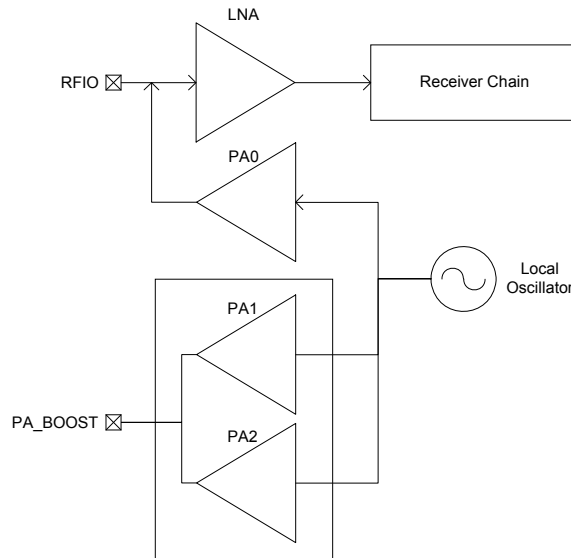 LNA
RFIO
Receiver Chain
PA0
Local
Oscillator
PA1
PA_BOOST
PA2